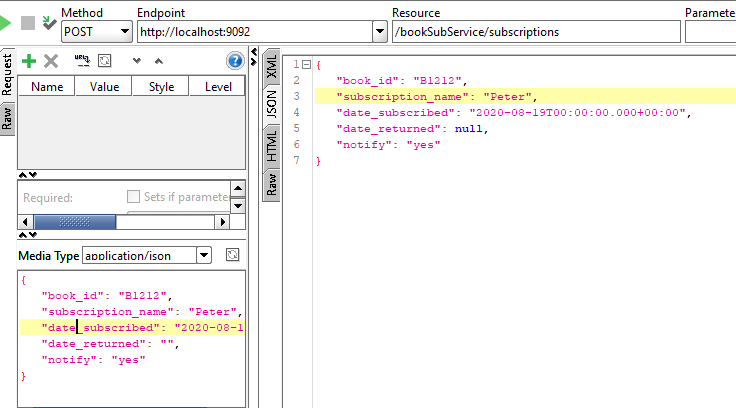 Method Endpoint Resource Paramete
POST http://localhost:9092 /bookSubService/subscriptions
Request
Raw
Name Value Style Level
Required: Sets if paramete
Media Type application/json
{
"book_id": "B1212",
"subscription_name": "Peter",
"date_subscribed": "2020-08-1
"date_returned": "",
"notify": "yes"
}
XML
JSON
HTML
Raw
1 {
2 "book_id": "B1212",
3 "subscription_name": "Peter",
4 "date_subscribed": "2020-08-19T00:00:00.000+00:00",
5 "date_returned": null,
6 "notify": "yes"
7 }